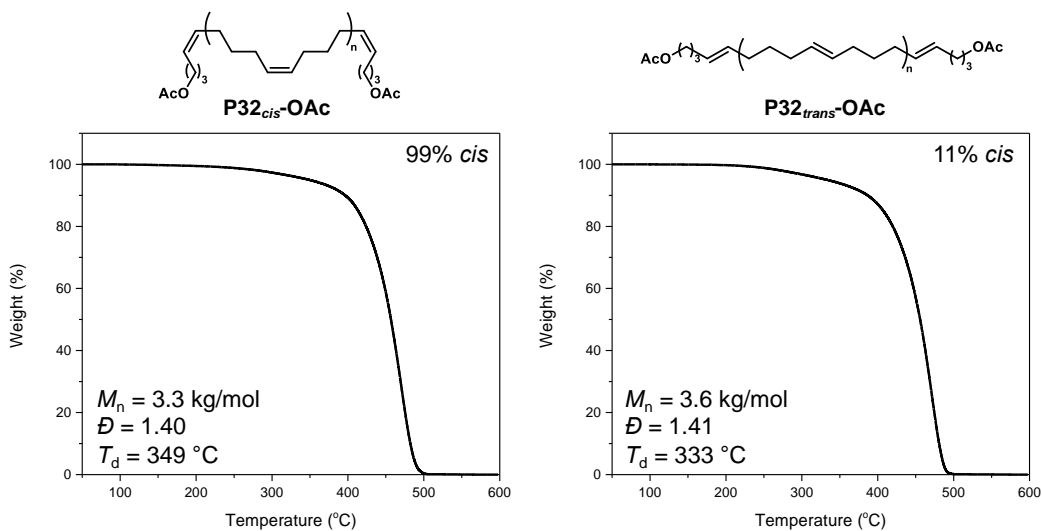 ( ) n
( ) 3
AcO
( ) 3
OAc
P32cis-OAc
99% cis
Weight (%)
100
80
60
40
20
0
Mn = 3.3 kg/mol
Đ = 1.40
Td = 349 °C
100 200 300 400 500 600
Temperature (°C)
AcO ( ) 3 ( ) n ( ) 3 OAc
P32trans-OAc
11% cis
Weight (%)
100
80
60
40
20
0
Mn = 3.6 kg/mol
Đ = 1.41
Td = 333 °C
100 200 300 400 500 600
Temperature (°C)